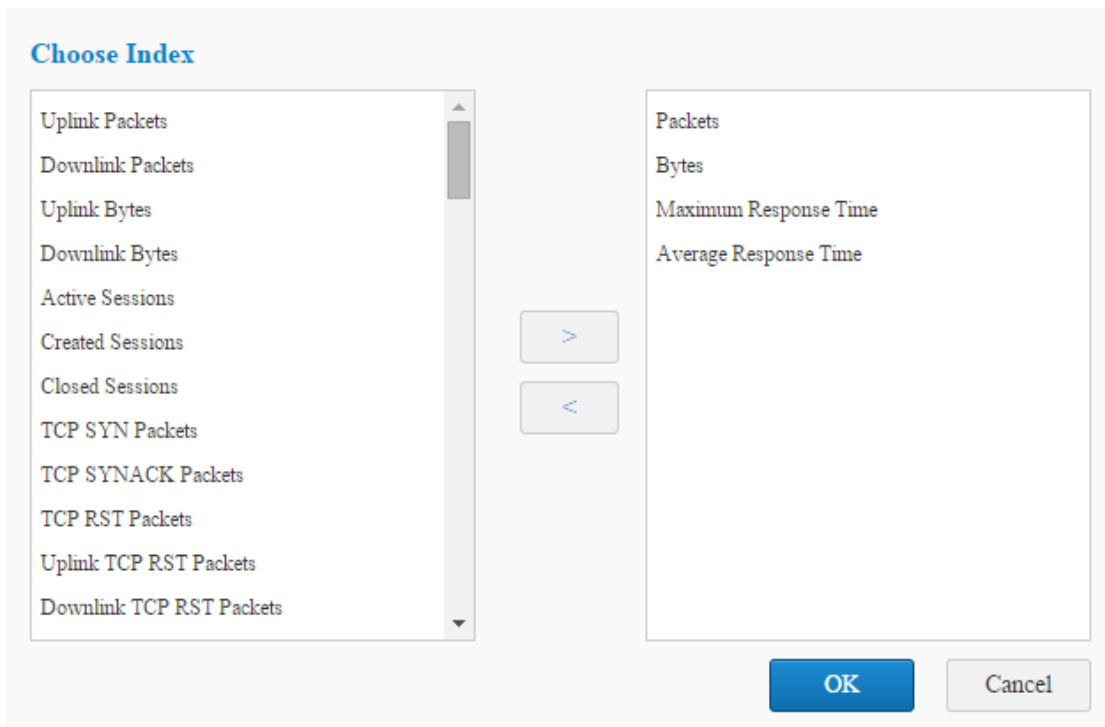 Choose Index
Uplink Packets
Downlink Packets
Uplink Bytes
Downlink Bytes
Active Sessions
Created Sessions
Closed Sessions
TCP SYN Packets
TCP SYNACK Packets
TCP RST Packets
Uplink TCP RST Packets
Downlink TCP RST Packets
>
<
Packets
Bytes
Maximum Response Time
Average Response Time
OK
Cancel